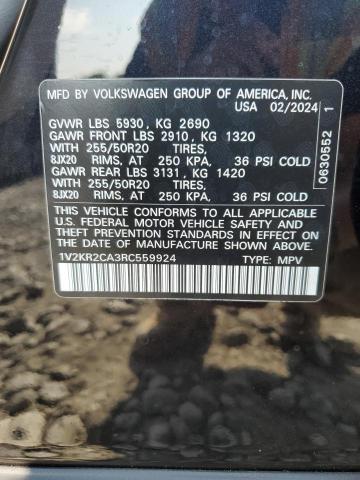 MFD BY VOLKSWAGEN GROUP OF AMERICA, INC.
USA 02/2024
GVWR LBS 5930, KG 2690
GAWR FRONT LBS 2910, KG 1320
WITH 255/50R20 TIRES,
8JX20 RIMS, AT 250 KPA, 36 PSI COLD
GAWR REAR LBS 3131, KG 1420
WITH 255/50R20 TIRES,
8JX20 RIMS, AT 250 KPA, 36 PSI COLD
THIS VEHICLE CONFORMS TO ALL APPLICABLE
U.S. FEDERAL MOTOR VEHICLE SAFETY AND
THEFT PREVENTION STANDARDS IN EFFECT ON
THE DATE OF MANUFACTURE SHOWN ABOVE.
1V2KR2CA3RC559924 TYPE: MPV
0630552 1